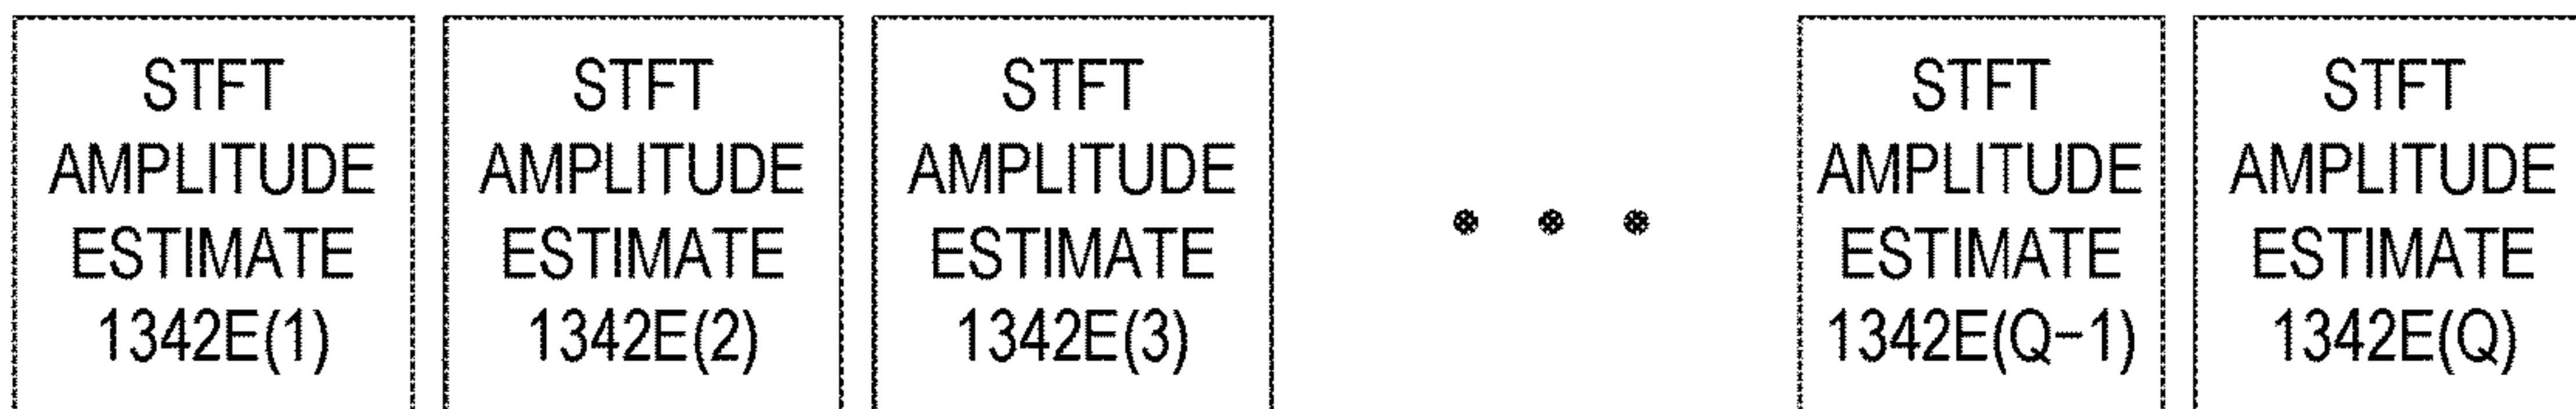 STFT
AMPLITUDE
ESTIMATE
1342E(1)
STFT
AMPLITUDE
ESTIMATE
1342E(2)
STFT
AMPLITUDE
ESTIMATE
1342E(3)
STFT
AMPLITUDE
ESTIMATE
1342E(Q−1)
STFT
AMPLITUDE
ESTIMATE
1342E(Q)